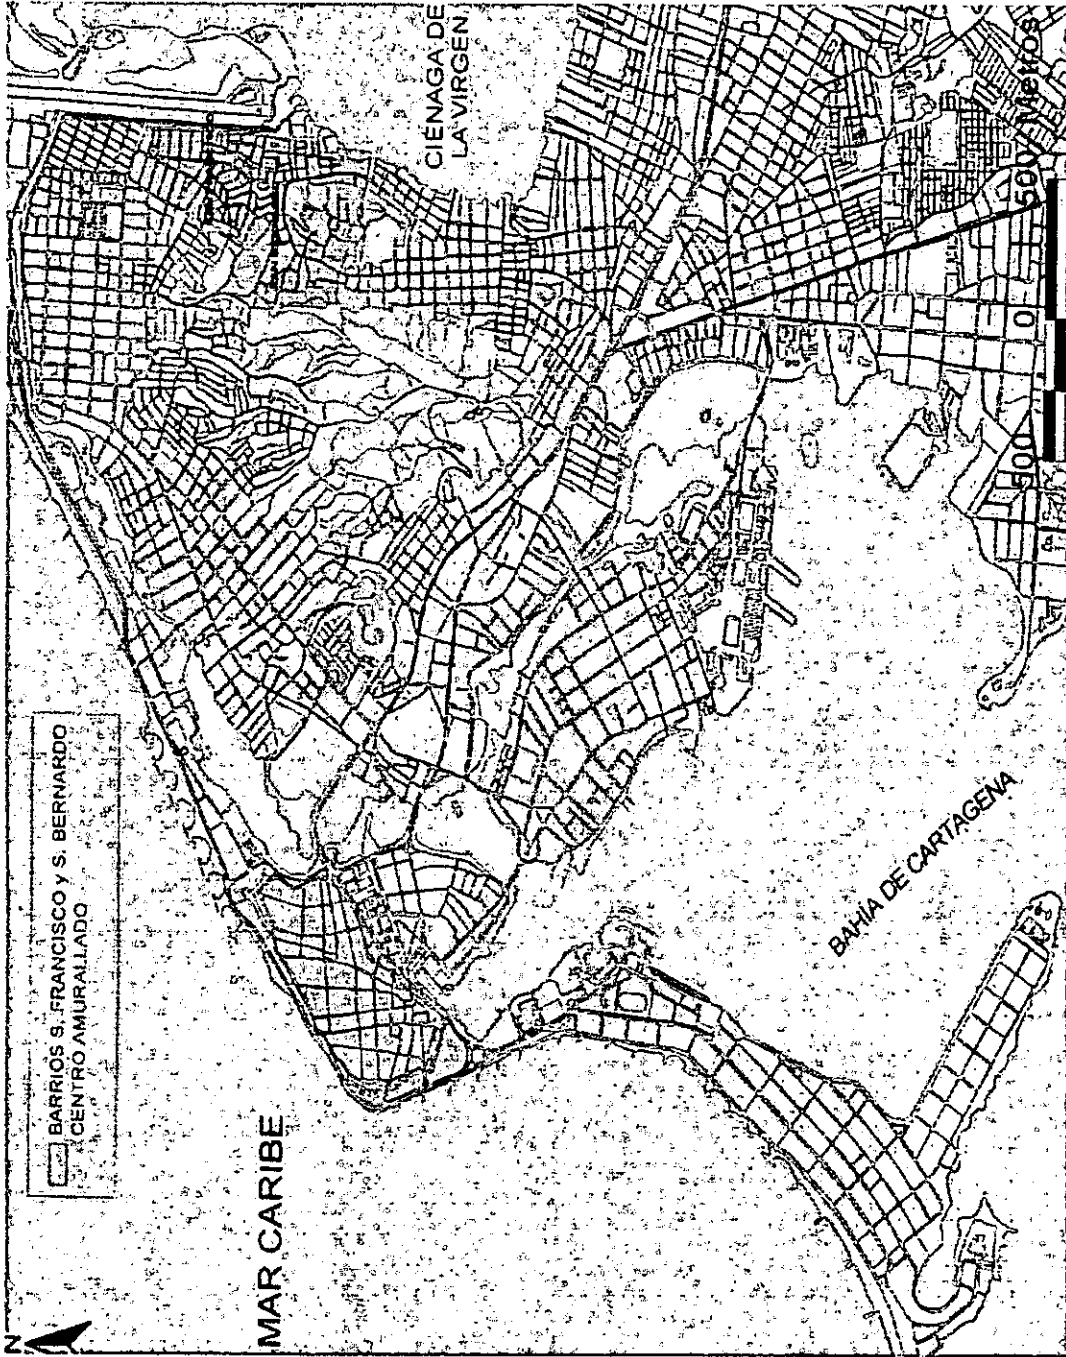 N
BARRIOS S. FRANCISCO y S. BERNARDO
CENTRO AMURALLADO
MAR CARIBE
CIÉNAGA DE
LA VIRGEN
BAHÍA DE CARTAGENA
500 0 500 Metros